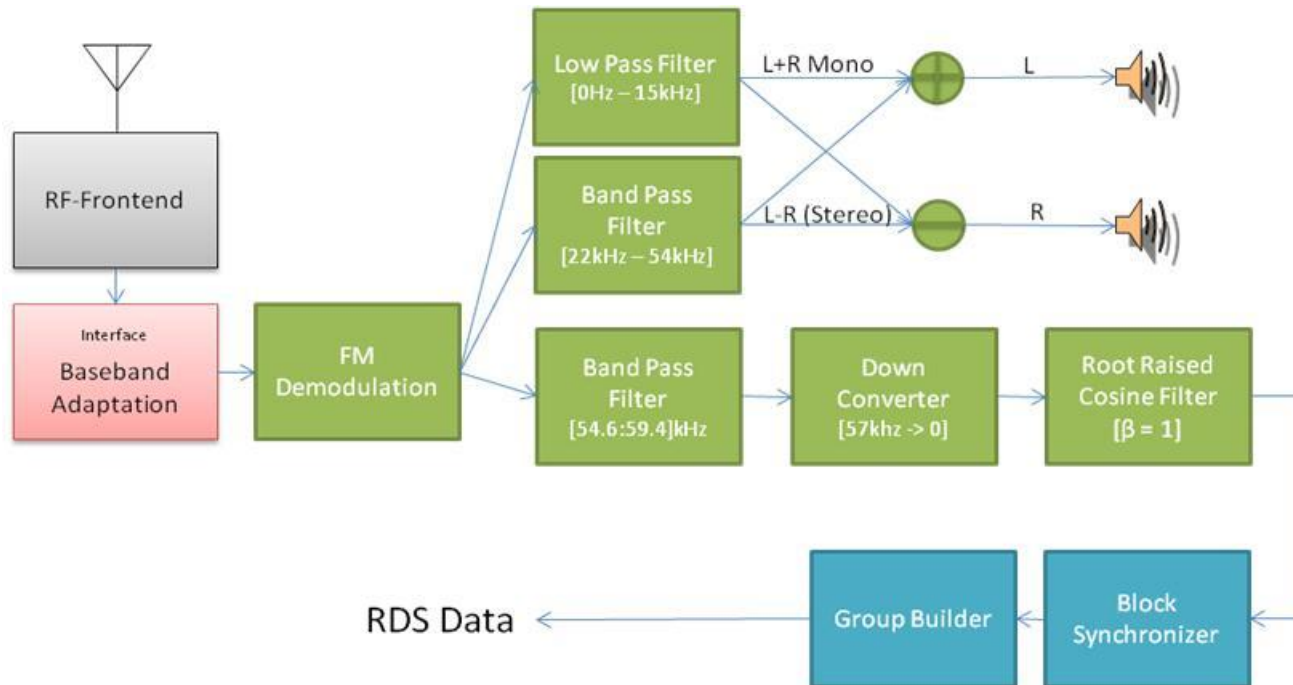 RF-Frontend
Interface
Baseband
Adaptation
FM
Demodulation
Low Pass Filter
[0Hz – 15kHz]
L+R Mono
L
Band Pass
Filter
[22kHz – 54kHz]
L-R (Stereo)
R
Band Pass
Filter
[54.6:59.4]kHz
Down
Converter
[57khz -> 0]
Root Raised
Cosine Filter
[β = 1]
Block
Synchronizer
Group Builder
RDS Data